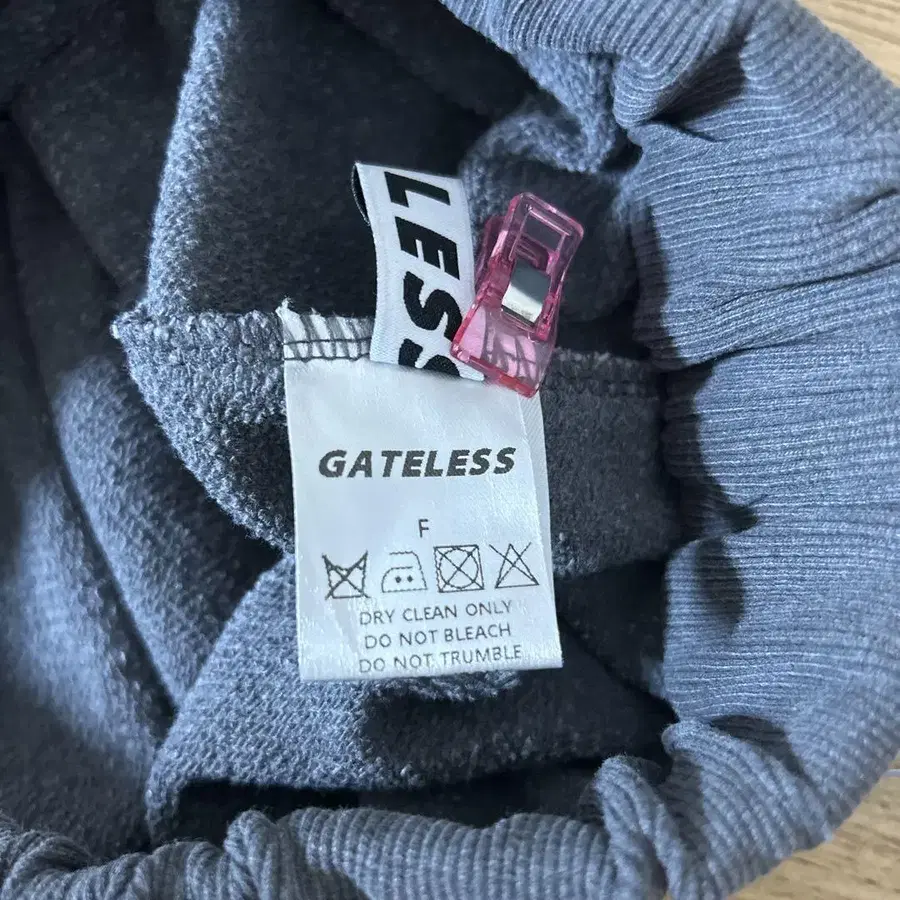 LESS
GATELESS
F
DRY CLEAN ONLY
DO NOT BLEACH
DO NOT TRUMBLE